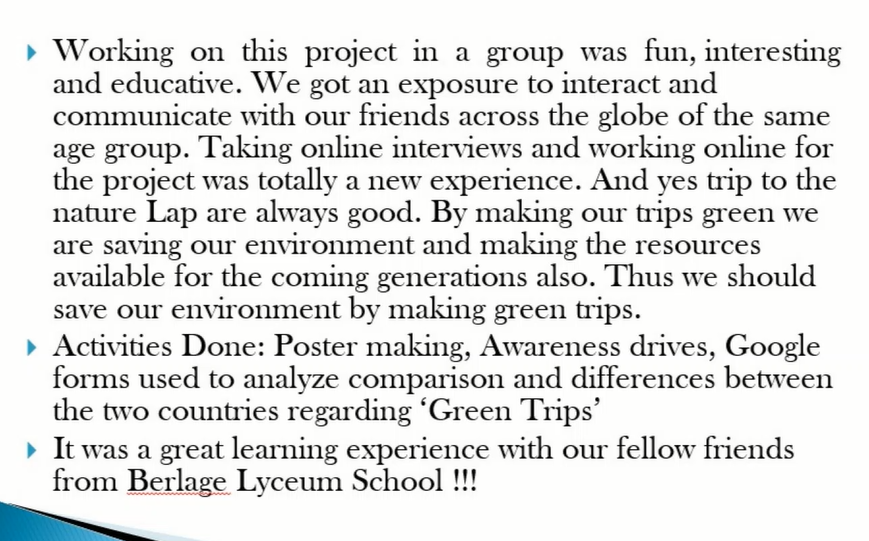 Working on this project in a group was fun, interesting
and educative. We got an exposure to interact and
communicate with our friends across the globe of the same
age group. Taking online interviews and working online for
the project was totally a new experience. And yes trip to the
nature Lap are always good. By making our trips green we
are saving our environment and making the resources
available for the coming generations also. Thus we should
save our environment by making green trips.
Activities Done: Poster making, Awareness drives, Google
forms used to analyze comparison and differences between
the two countries regarding ‘Green Trips’
It was a great learning experience with our fellow friends
from Berlage Lyceum School !!!